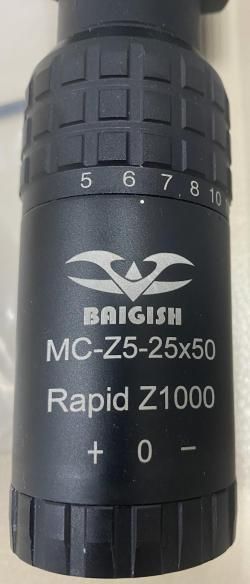 5 6 7 8 10
BAIGISH
MC-Z5-25x50
Rapid Z1000
+ 0 −